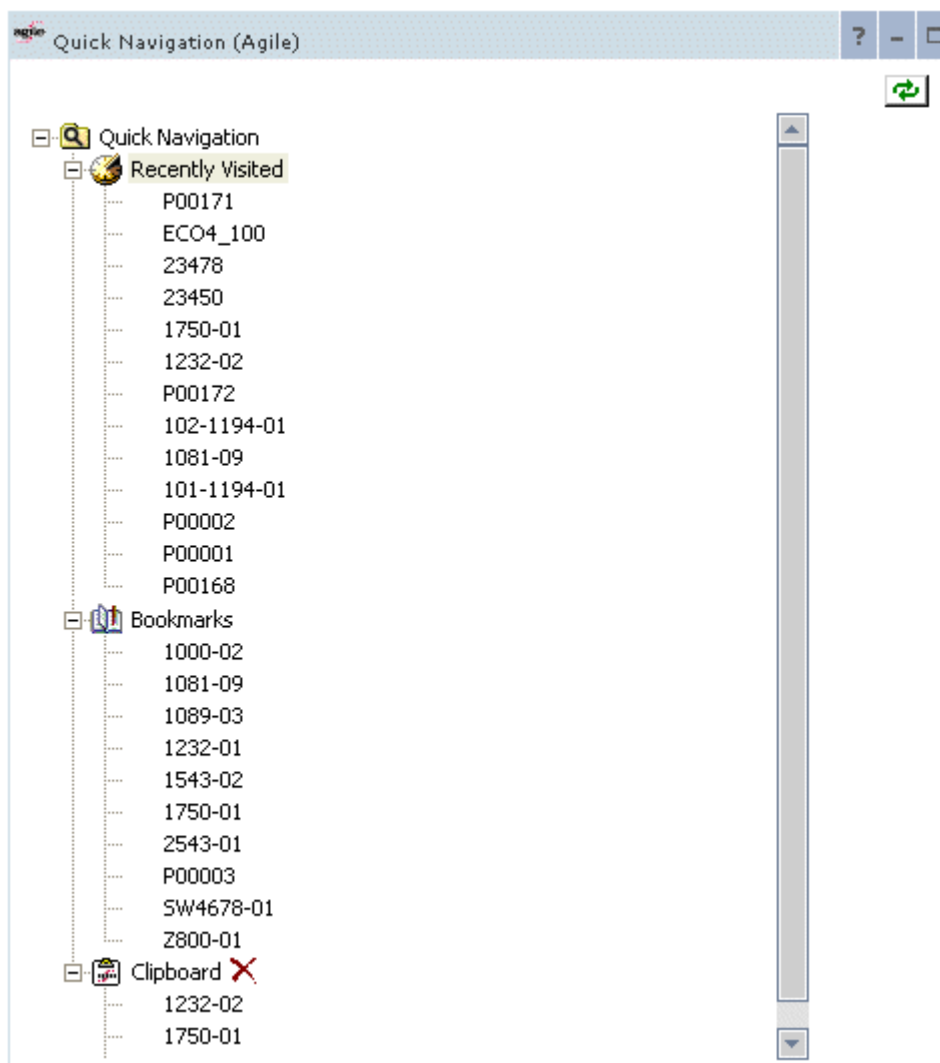 agile Quick Navigation (Agile) ? –
Quick Navigation
Recently Visited
P00171
ECO4_100
23478
23450
1750-01
1232-02
P00172
102-1194-01
1081-09
101-1194-01
P00002
P00001
P00168
Bookmarks
1000-02
1081-09
1089-03
1232-01
1543-02
1750-01
2543-01
P00003
SW4678-01
Z800-01
Clipboard
1232-02
1750-01